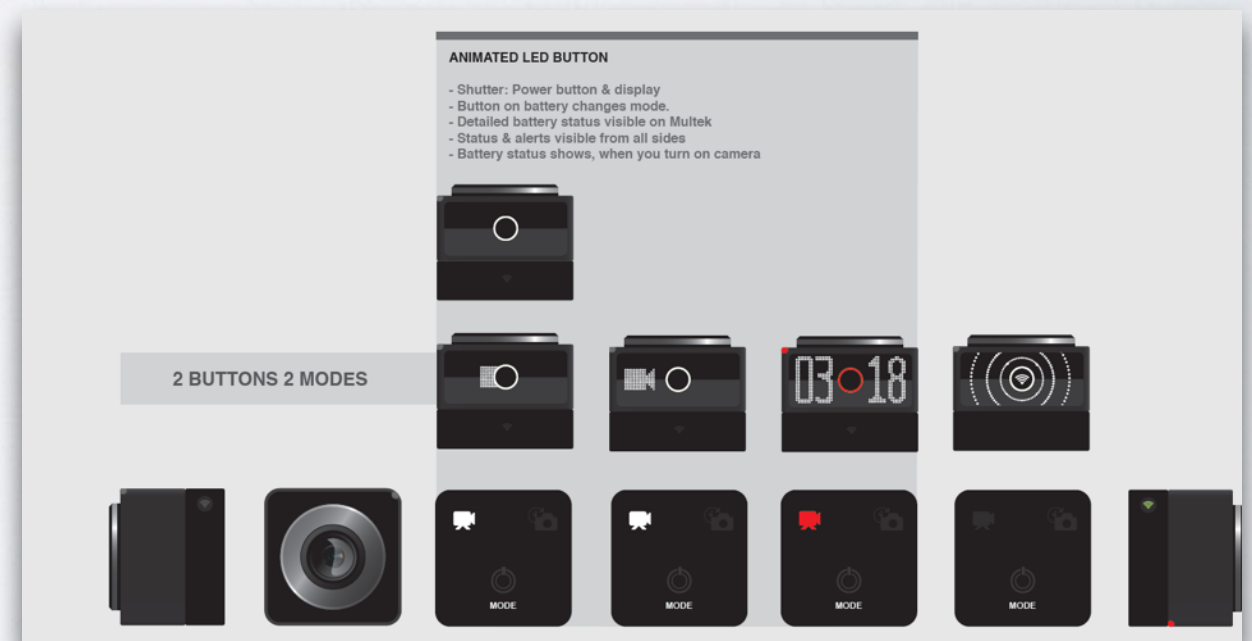 ANIMATED LED BUTTON
- Shutter: Power button & display
- Button on battery changes mode.
- Detailed battery status visible on Multek
- Status & alerts visible from all sides
- Battery status shows, when you turn on camera
2 BUTTONS 2 MODES
03 18
MODE
MODE
MODE
MODE